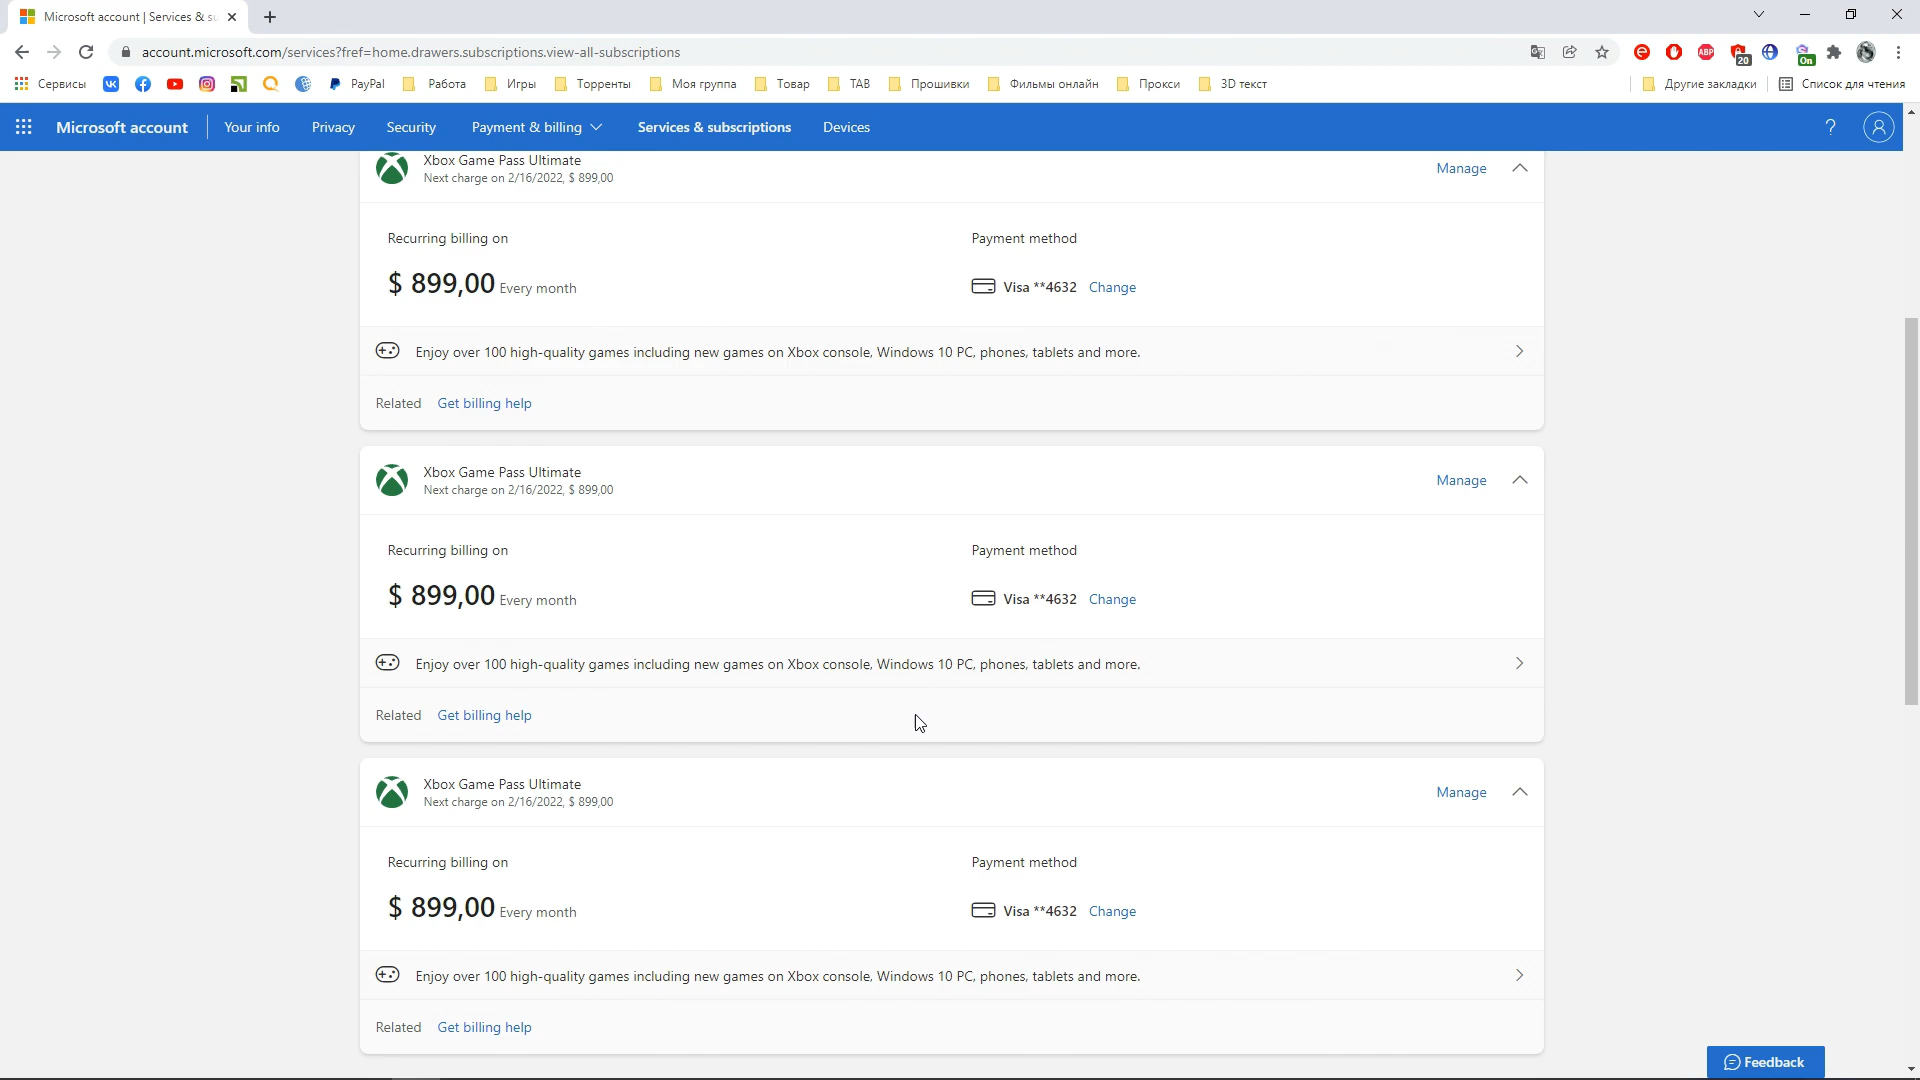 Microsoft account | Services & su
account.microsoft.com/services?fref=home.drawers.subscriptions.view-all-subscriptions
ABP
20
On
Сервисы
PayPal
Работа
Игры
Торренты
Моя группа
Товар
TAB
Прошивки
Фильмы онлайн
Прокси
3D текст
Другие закладки
Список для чтения
Microsoft account
Your info
Privacy
Security
Payment & billing
Services & subscriptions
Devices
?
Xbox Game Pass Ultimate
Next charge on 2/16/2022, $ 899,00
Manage
Recurring billing on
Payment method
$ 899,00 Every month
Visa **4632 Change
Enjoy over 100 high-quality games including new games on Xbox console, Windows 10 PC, phones, tablets and more.
Related Get billing help
Xbox Game Pass Ultimate
Next charge on 2/16/2022, $ 899,00
Manage
Recurring billing on
Payment method
$ 899,00 Every month
Visa **4632 Change
Enjoy over 100 high-quality games including new games on Xbox console, Windows 10 PC, phones, tablets and more.
Related Get billing help
Xbox Game Pass Ultimate
Next charge on 2/16/2022, $ 899,00
Manage
Recurring billing on
Payment method
$ 899,00 Every month
Visa **4632 Change
Enjoy over 100 high-quality games including new games on Xbox console, Windows 10 PC, phones, tablets and more.
Related Get billing help
Feedback